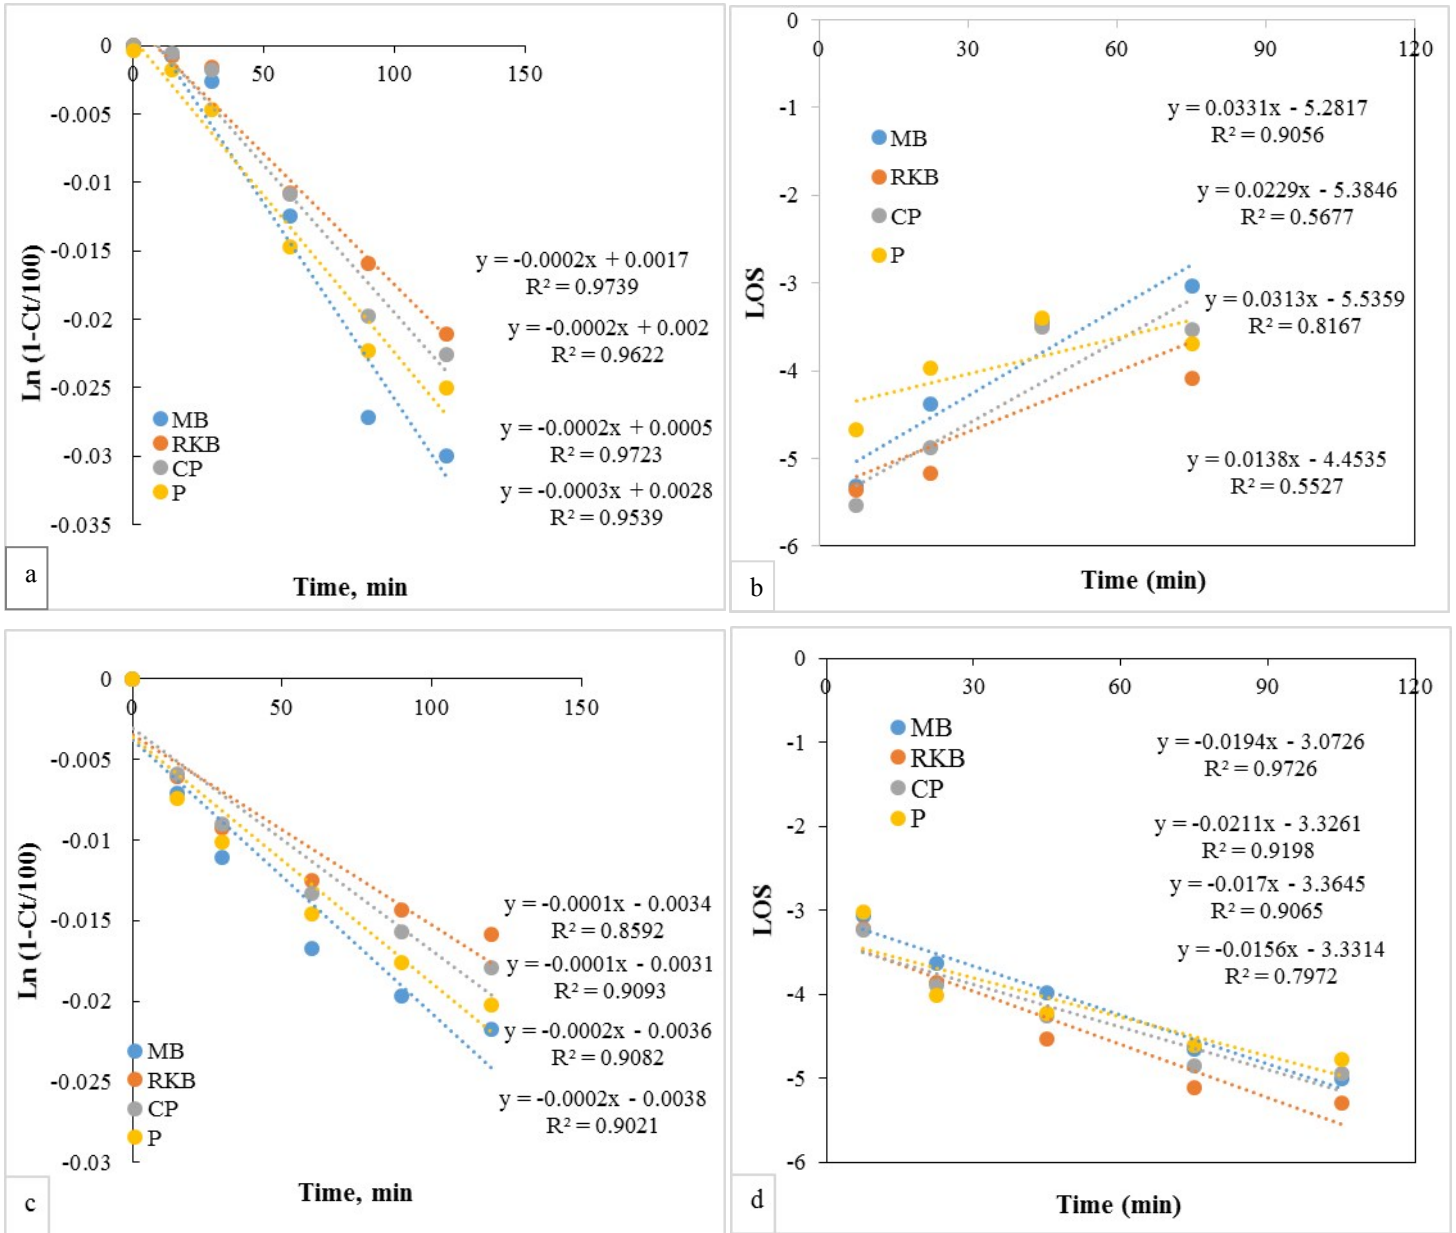 0
0
50
100
150
-0.005
-0.01
-0.015
-0.02
-0.025
-0.03
-0.035
Ln (1-Ct/100)
y = -0.0002x + 0.0017
R² = 0.9739
y = -0.0002x + 0.002
R² = 0.9622
y = -0.0002x + 0.0005
R² = 0.9723
y = -0.0003x + 0.0028
R² = 0.9539
MB
RKB
CP
P
Time, min
a
0
0
30
60
90
120
-1
-2
-3
-4
-5
-6
LOS
MB
RKB
CP
P
y = 0.0331x - 5.2817
R² = 0.9056
y = 0.0229x - 5.3846
R² = 0.5677
y = 0.0313x - 5.5359
R² = 0.8167
y = 0.0138x - 4.4535
R² = 0.5527
Time (min)
b
0
0
50
100
150
-0.005
-0.01
-0.015
-0.02
-0.025
-0.03
Ln (1-Ct/100)
y = -0.0001x - 0.0034
R² = 0.8592
y = -0.0001x - 0.0031
R² = 0.9093
y = -0.0002x - 0.0036
R² = 0.9082
y = -0.0002x - 0.0038
R² = 0.9021
MB
RKB
CP
P
Time, min
c
0
0
30
60
90
120
-1
-2
-3
-4
-5
-6
LOS
MB
RKB
CP
P
y = -0.0194x - 3.0726
R² = 0.9726
y = -0.0211x - 3.3261
R² = 0.9198
y = -0.017x - 3.3645
R² = 0.9065
y = -0.0156x - 3.3314
R² = 0.7972
Time (min)
d